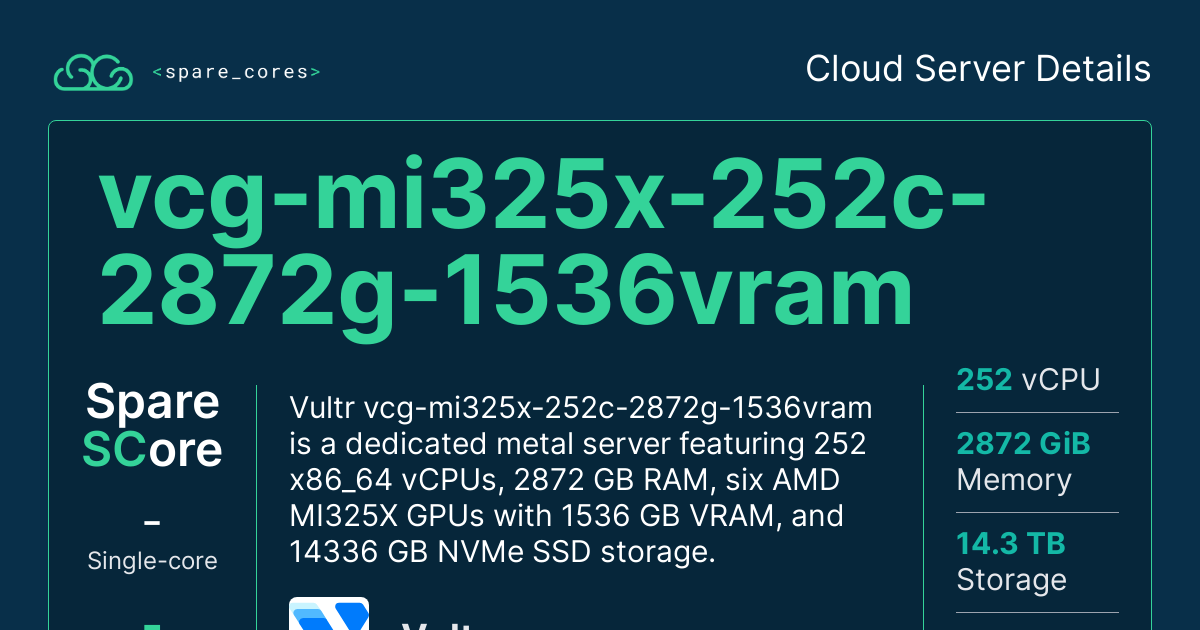 <spare_cores>
Cloud Server Details
vcg-mi325x-252c-
2872g-1536vram
Spare
SCore
–
Single-core
Vultr vcg-mi325x-252c-2872g-1536vram
is a dedicated metal server featuring 252
x86_64 vCPUs, 2872 GB RAM, six AMD
MI325X GPUs with 1536 GB VRAM, and
14336 GB NVMe SSD storage.
252 vCPU
2872 GiB
Memory
14.3 TB
Storage